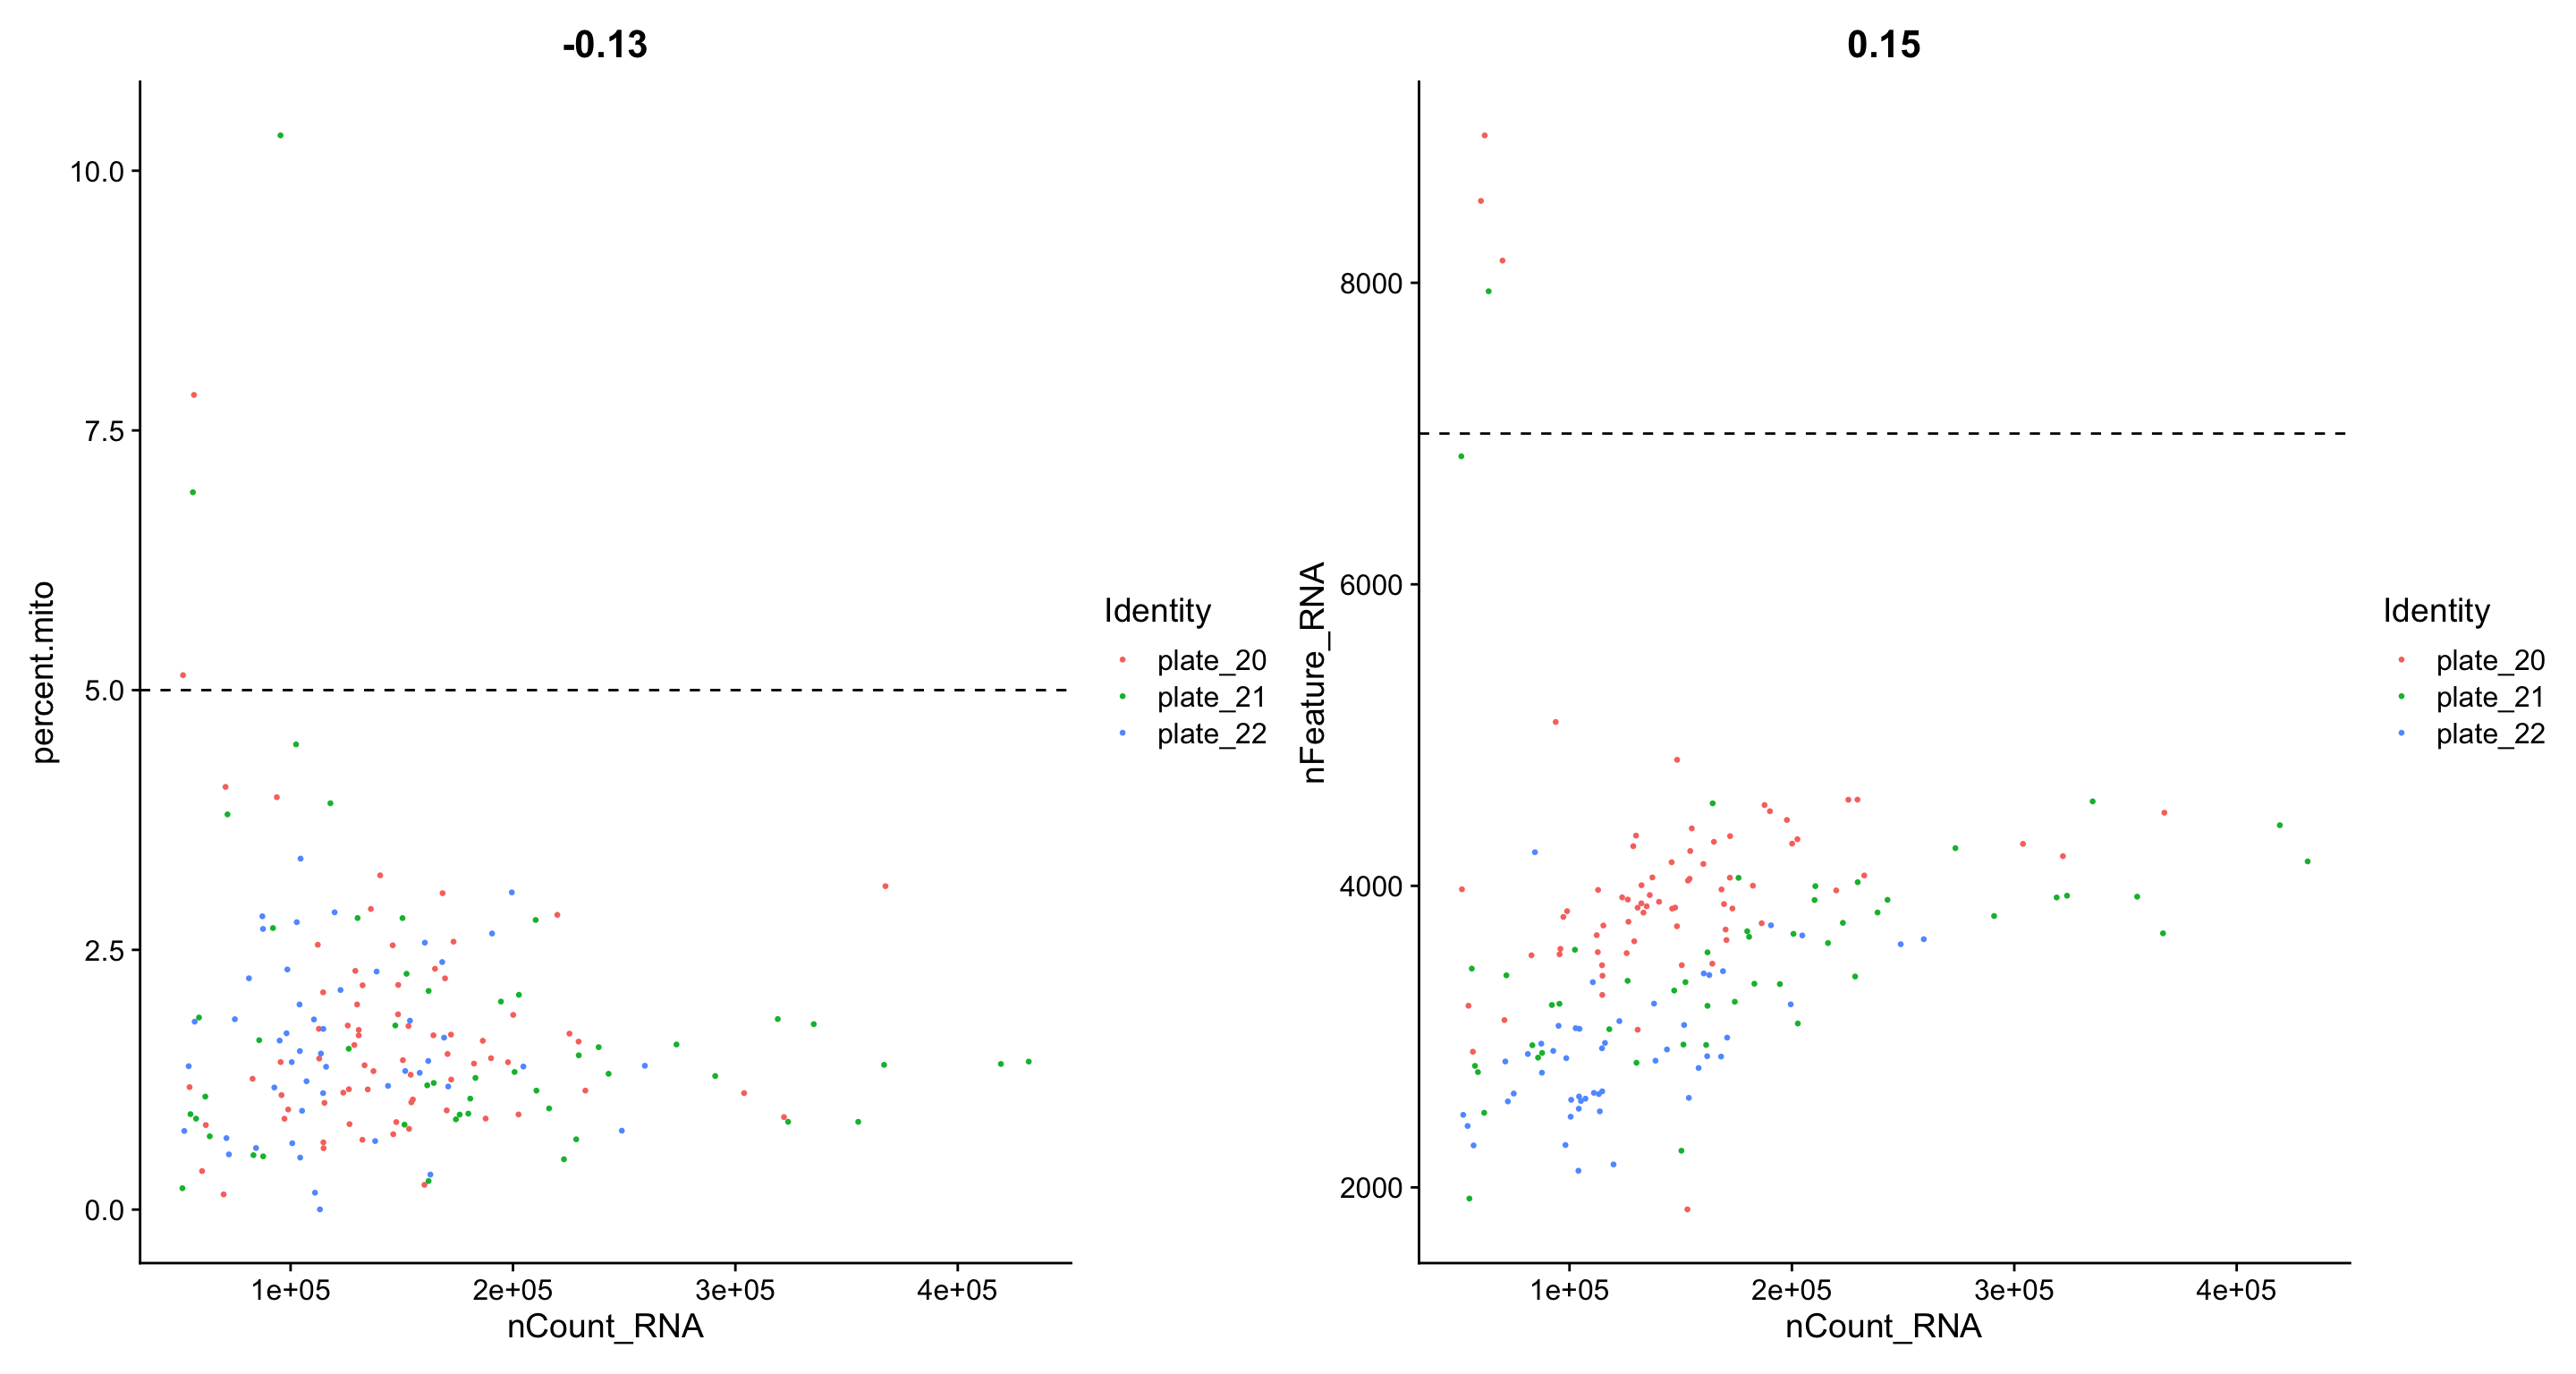 -0.13
percent.mito
10.0
7.5
5.0
2.5
0.0
1e+05 2e+05 3e+05 4e+05
nCount_RNA
Identity
plate_20
plate_21
plate_22
0.15
nFeature_RNA
8000
6000
4000
2000
1e+05 2e+05 3e+05 4e+05
nCount_RNA
Identity
plate_20
plate_21
plate_22